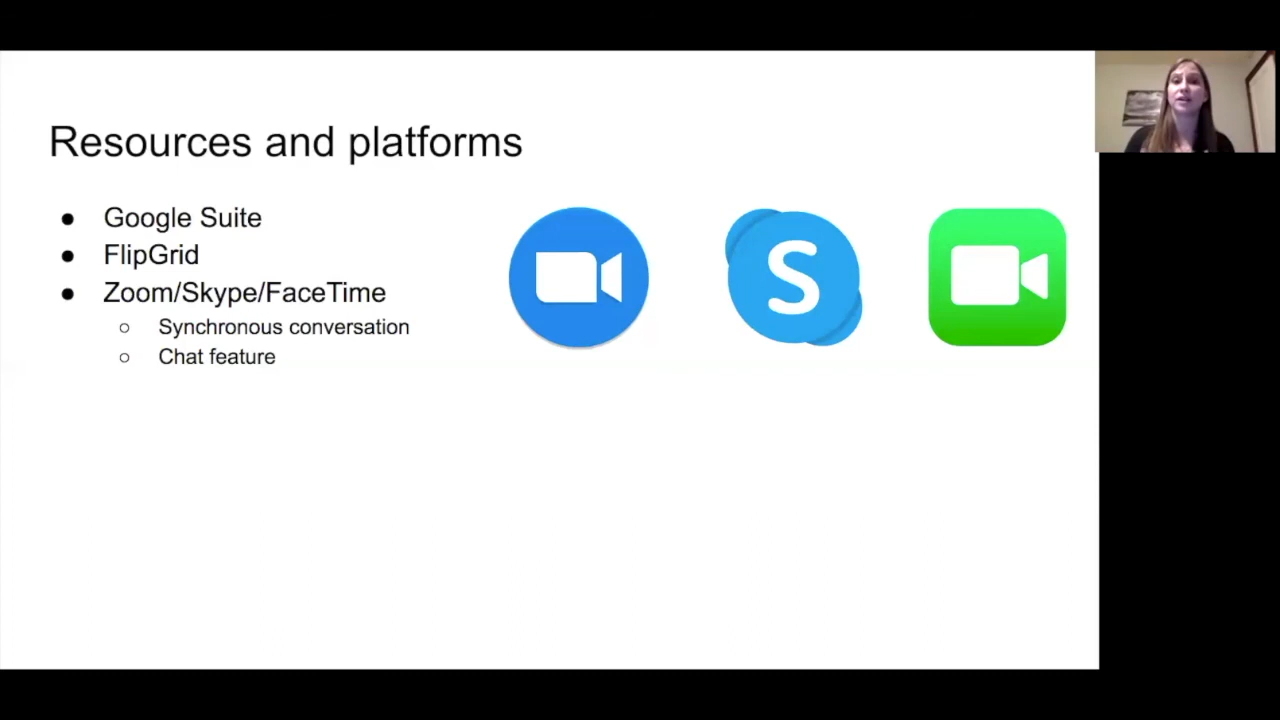 Resources and platforms
● Google Suite
● FlipGrid
● Zoom/Skype/FaceTime
○ Synchronous conversation
○ Chat feature
S